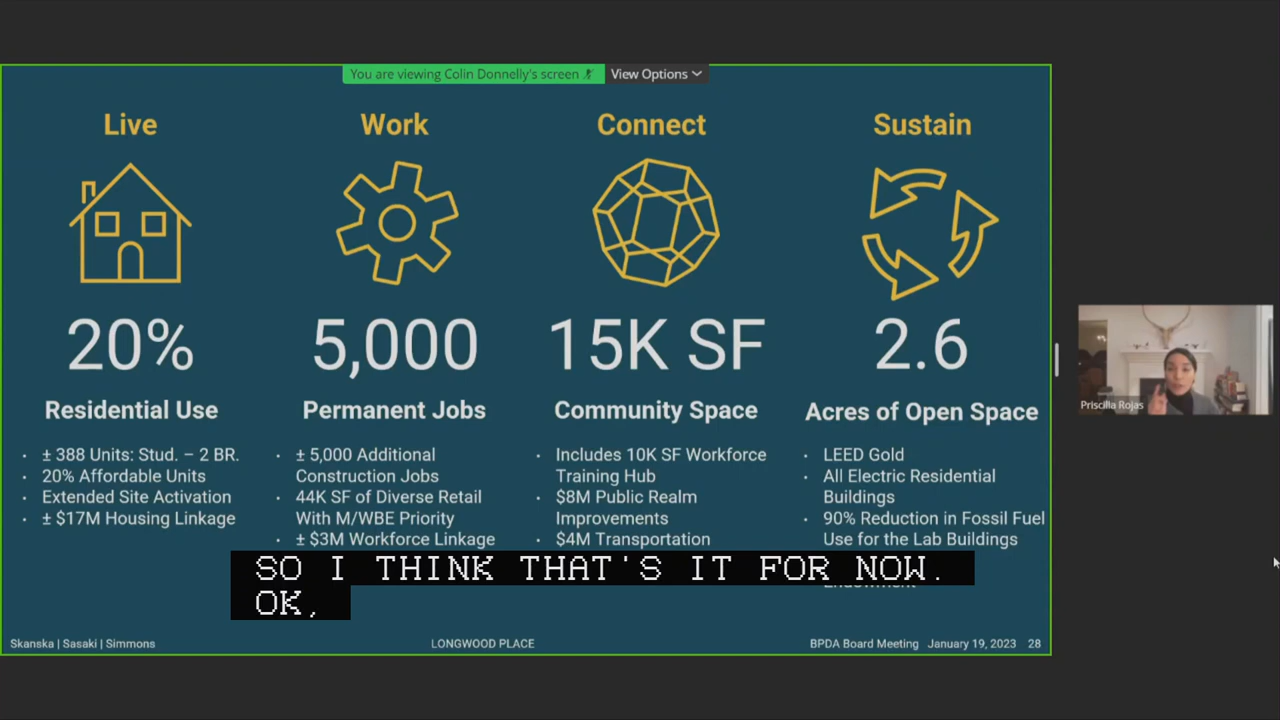 You are viewing Colin Donnelly's screen
View Options
Live
Work
Connect
Sustain
20%
5,000
15K SF
2.6
Residential Use
Permanent Jobs
Community Space
Acres of Open Space
· ± 388 Units: Stud. – 2 BR.
· 20% Affordable Units
· Extended Site Activation
· ± $17M Housing Linkage
· ± 5,000 Additional
Construction Jobs
· 44K SF of Diverse Retail
With M/WBE Priority
· ± $3M Workforce Linkage
· Includes 10K SF Workforce
Training Hub
· $8M Public Realm
Improvements
· $4M Transportation
· LEED Gold
· All Electric Residential
Buildings
· 90% Reduction in Fossil Fuel
Use for the Lab Buildings
SO I THINK THAT'S IT FOR NOW.
OK,
Priscilla Rojas
Skanska | Sasaki | Simmons
LONGWOOD PLACE
BPDA Board Meeting January 19, 2023 28